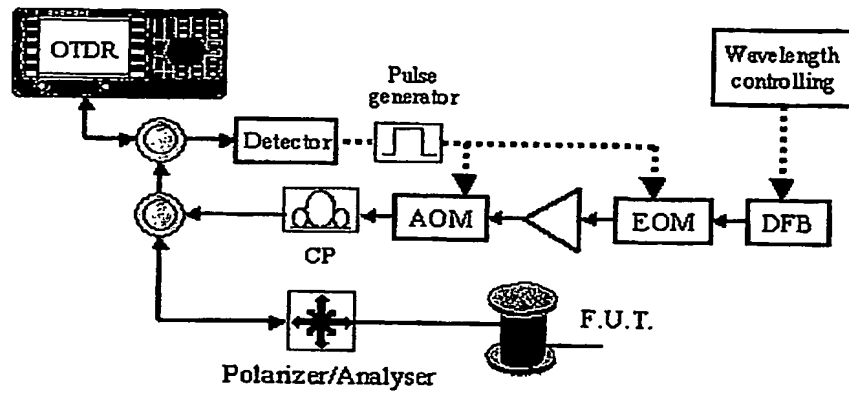 OTDR
Wavelength
controlling
Pulse
generator
Detector
AOM
EOM
DFB
CP
F.U.T.
Polarizer/Analyser